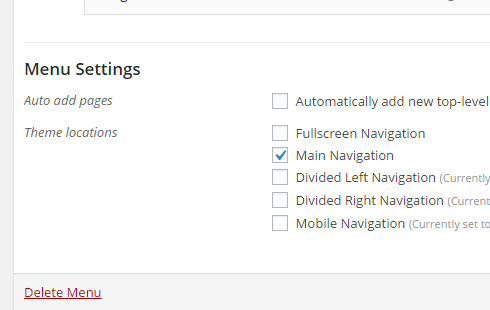 Menu Settings
Auto add pages
Automatically add new top-level
Theme locations
Fullscreen Navigation
Main Navigation
Divided Left Navigation (Currently
Divided Right Navigation (Current
Mobile Navigation (Currently set to
Delete Menu